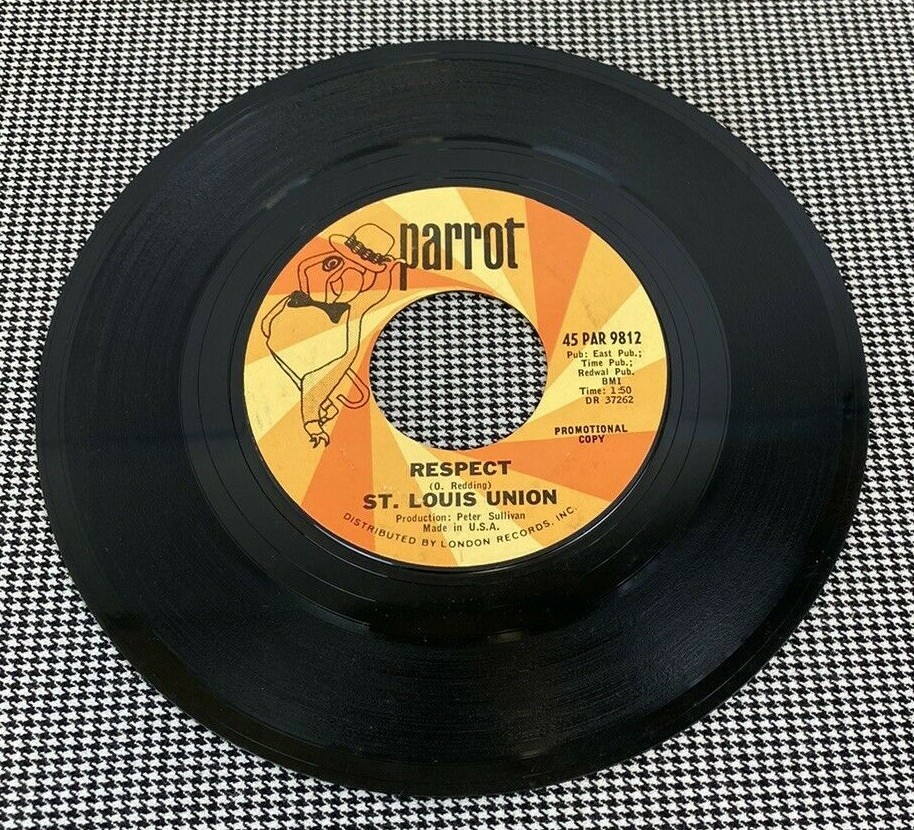 parrot
45 PAR 9812
Pub: East Pub.;
Time Pub.;
Redwal Pub.
BMI
Time: 1:50
DR 37262
PROMOTIONAL
COPY
RESPECT
(O. Redding)
ST. LOUIS UNION
Production: Peter Sullivan
Made in U.S.A.
DISTRIBUTED BY LONDON RECORDS, INC.